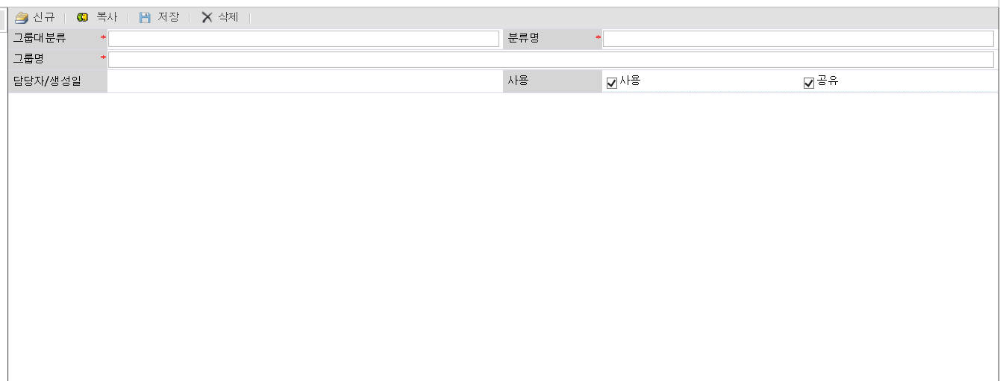 신규 복사 저장 삭제
그룹대분류 * 분류명 *
그룹명 *
담당자/생성일 사용 사용 공유